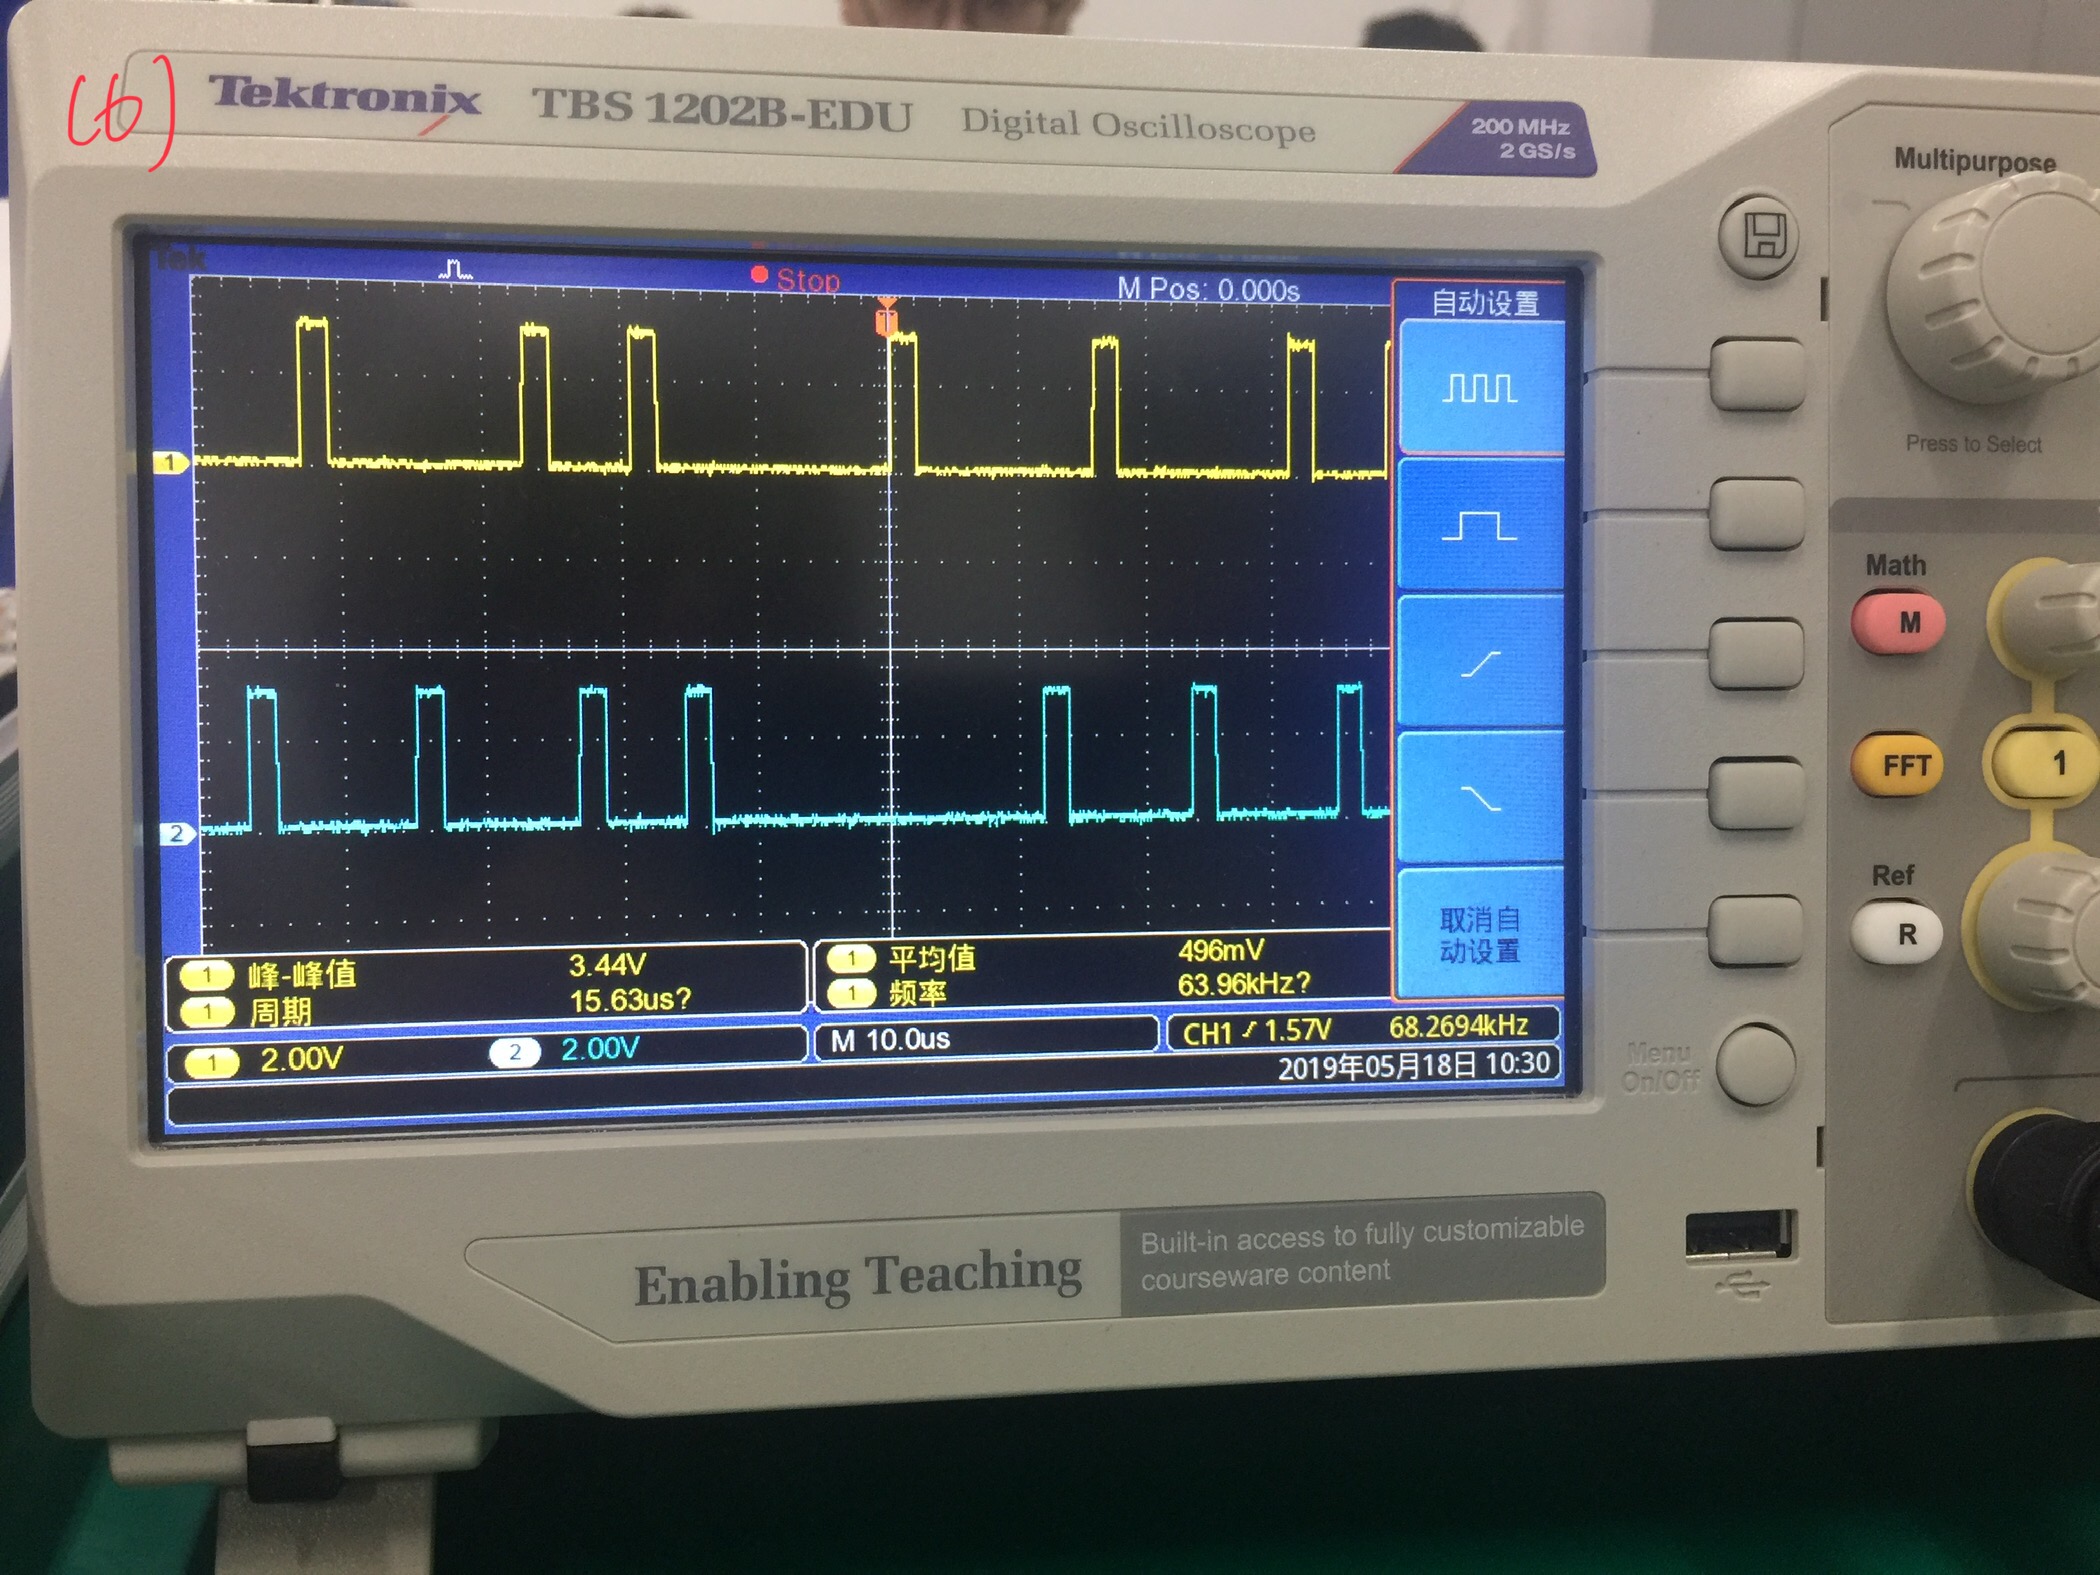 (b)
Tektronix TBS 1202B-EDU Digital Oscilloscope
200 MHz
2 GS/s
Multipurpose
Tek
Stop
M Pos: 0.000s
自动设置
T
1
Press to Select
Math
M
2
FFT
1
Ref
R
取消自
动设置
1 峰-峰值 3.44V
1 周期 15.63us?
1 平均值 496mV
1 频率 63.96kHz?
1 2.00V
2 2.00V
M 10.0us
CH1 1.57V 68.2694kHz
2019年05月18日 10:30
Menu
On/Off
Enabling Teaching
Built-in access to fully customizable
courseware content